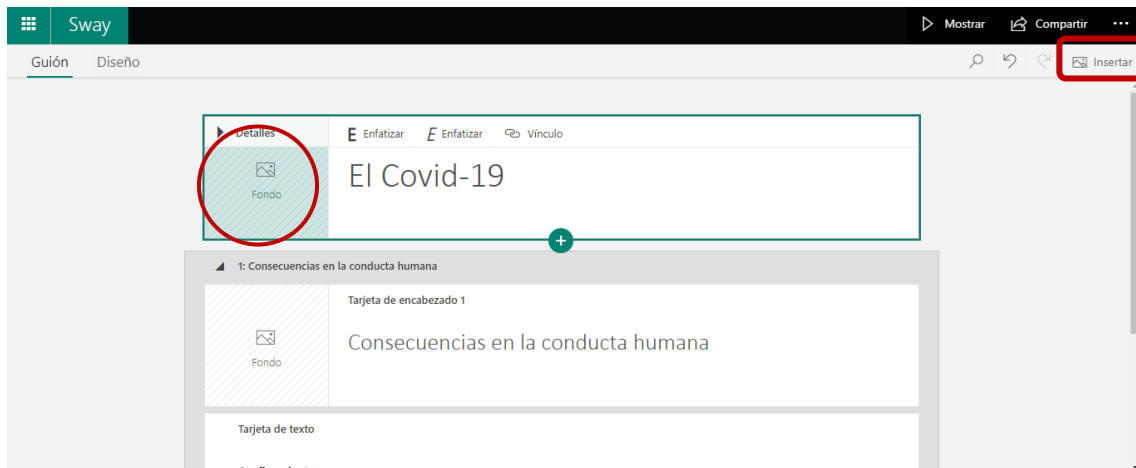 Sway
Mostrar
Compartir
Guión
Diseño
Insertar
Detalles
E Enfatizar
E Enfatizar
Vínculo
Fondo
El Covid-19
1: Consecuencias en la conducta humana
Tarjeta de encabezado 1
Fondo
Consecuencias en la conducta humana
Tarjeta de texto